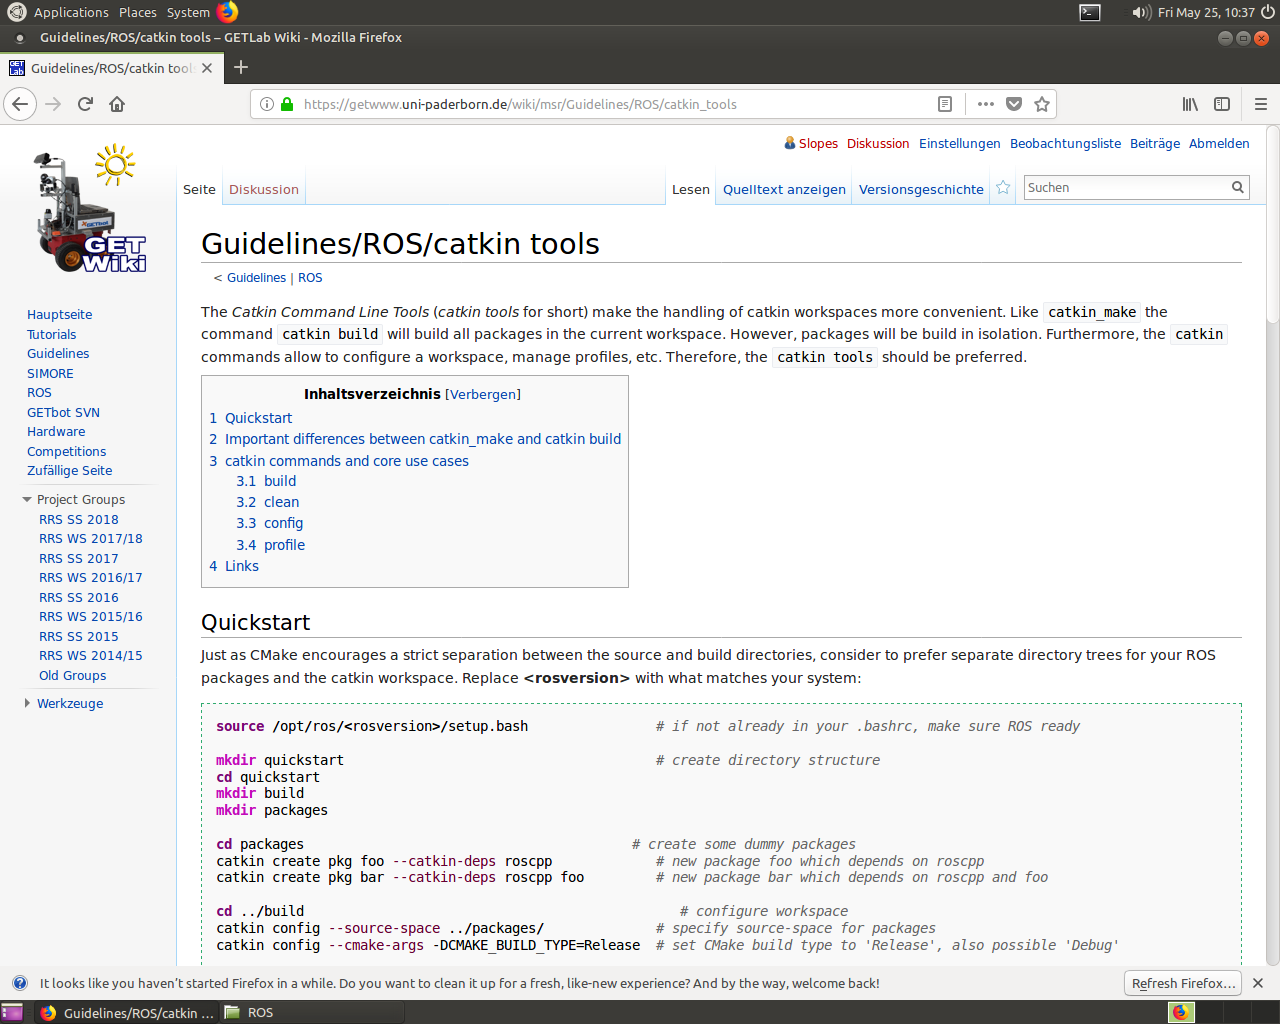 Applications Places System Fri May 25, 10:37
Guidelines/ROS/catkin tools – GETLab Wiki - Mozilla Firefox
GET Lab Guidelines/ROS/catkin tools
https://getwww.uni-paderborn.de/wiki/msr/Guidelines/ROS/catkin_tools
Slopes Diskussion Einstellungen Beobachtungsliste Beiträge Abmelden
Seite Diskussion Lesen Quelltext anzeigen Versionsgeschichte Suchen
GETbot
GET Wiki
Hauptseite
Tutorials
Guidelines
SIMORE
ROS
GETbot SVN
Hardware
Competitions
Zufällige Seite
Project Groups
RRS SS 2018
RRS WS 2017/18
RRS SS 2017
RRS WS 2016/17
RRS SS 2016
RRS WS 2015/16
RRS SS 2015
RRS WS 2014/15
Old Groups
Werkzeuge
Guidelines/ROS/catkin tools
< Guidelines | ROS
The Catkin Command Line Tools (catkin tools for short) make the handling of catkin workspaces more convenient. Like catkin_make the
command catkin build will build all packages in the current workspace. However, packages will be build in isolation. Furthermore, the catkin
commands allow to configure a workspace, manage profiles, etc. Therefore, the catkin tools should be preferred.
Inhaltsverzeichnis [Verbergen]
1 Quickstart
2 Important differences between catkin_make and catkin build
3 catkin commands and core use cases
3.1 build
3.2 clean
3.3 config
3.4 profile
4 Links
Quickstart
Just as CMake encourages a strict separation between the source and build directories, consider to prefer separate directory trees for your ROS
packages and the catkin workspace. Replace <rosversion> with what matches your system:
source /opt/ros/<rosversion>/setup.bash # if not already in your .bashrc, make sure ROS ready
mkdir quickstart # create directory structure
cd quickstart
mkdir build
mkdir packages
cd packages # create some dummy packages
catkin create pkg foo --catkin-deps roscpp # new package foo which depends on roscpp
catkin create pkg bar --catkin-deps roscpp foo # new package bar which depends on roscpp and foo
cd ../build # configure workspace
catkin config --source-space ../packages/ # specify source-space for packages
catkin config --cmake-args -DCMAKE_BUILD_TYPE=Release # set CMake build type to 'Release', also possible 'Debug'
It looks like you haven’t started Firefox in a while. Do you want to clean it up for a fresh, like-new experience? And by the way, welcome back! Refresh Firefox…
Guidelines/ROS/catkin ... ROS